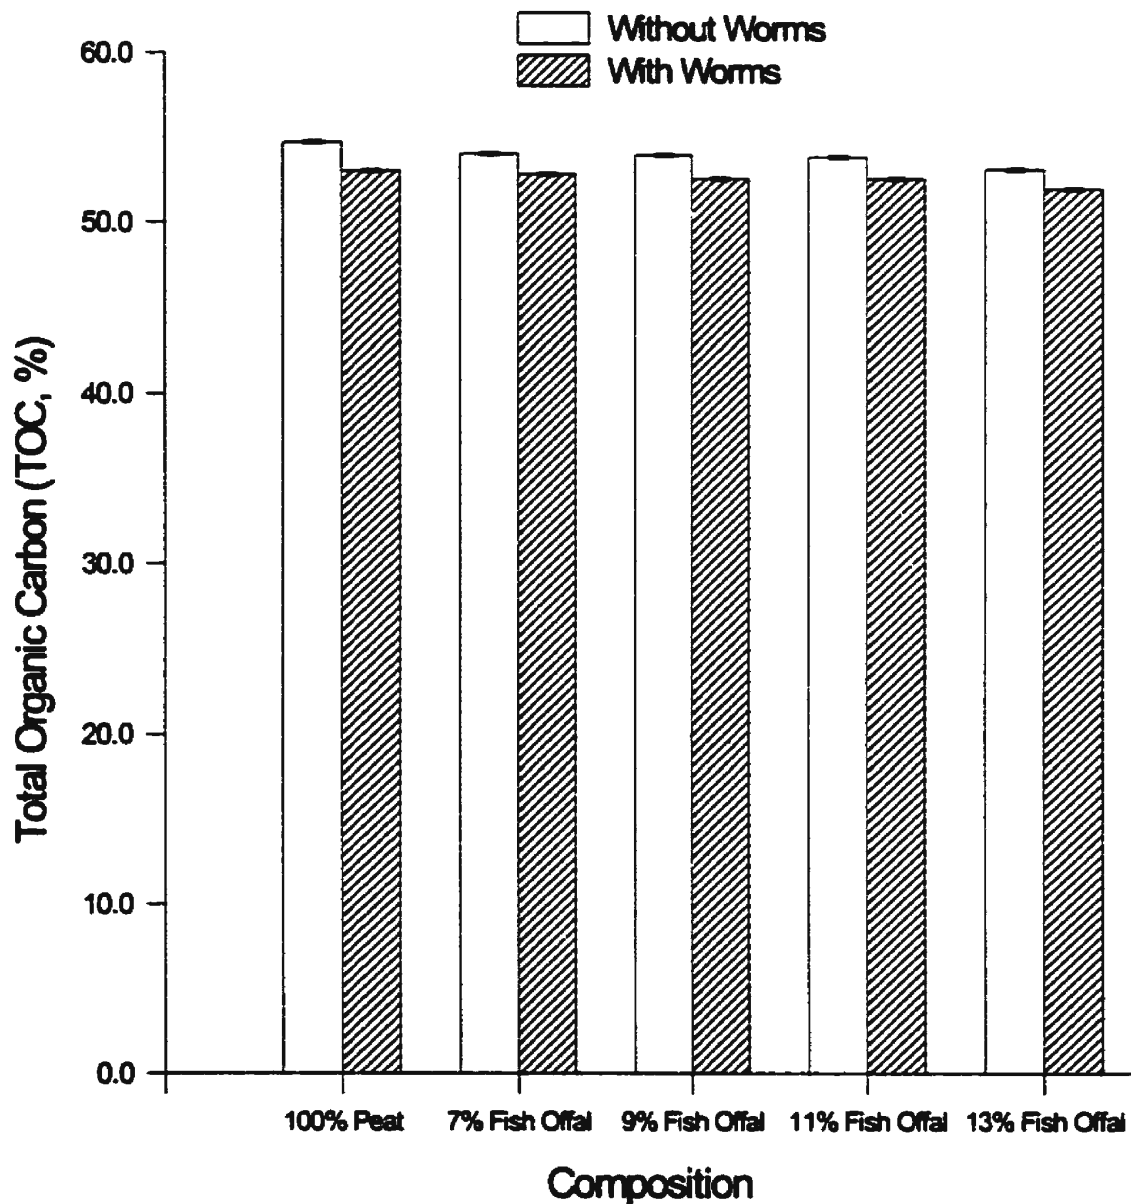 Without Worms
With Worms
60.0
50.0
40.0
30.0
20.0
10.0
0.0
Total Organic Carbon (TOC, %)
100% Peat 7% Fish Offal 9% Fish Offal 11% Fish Offal 13% Fish Offal
Composition